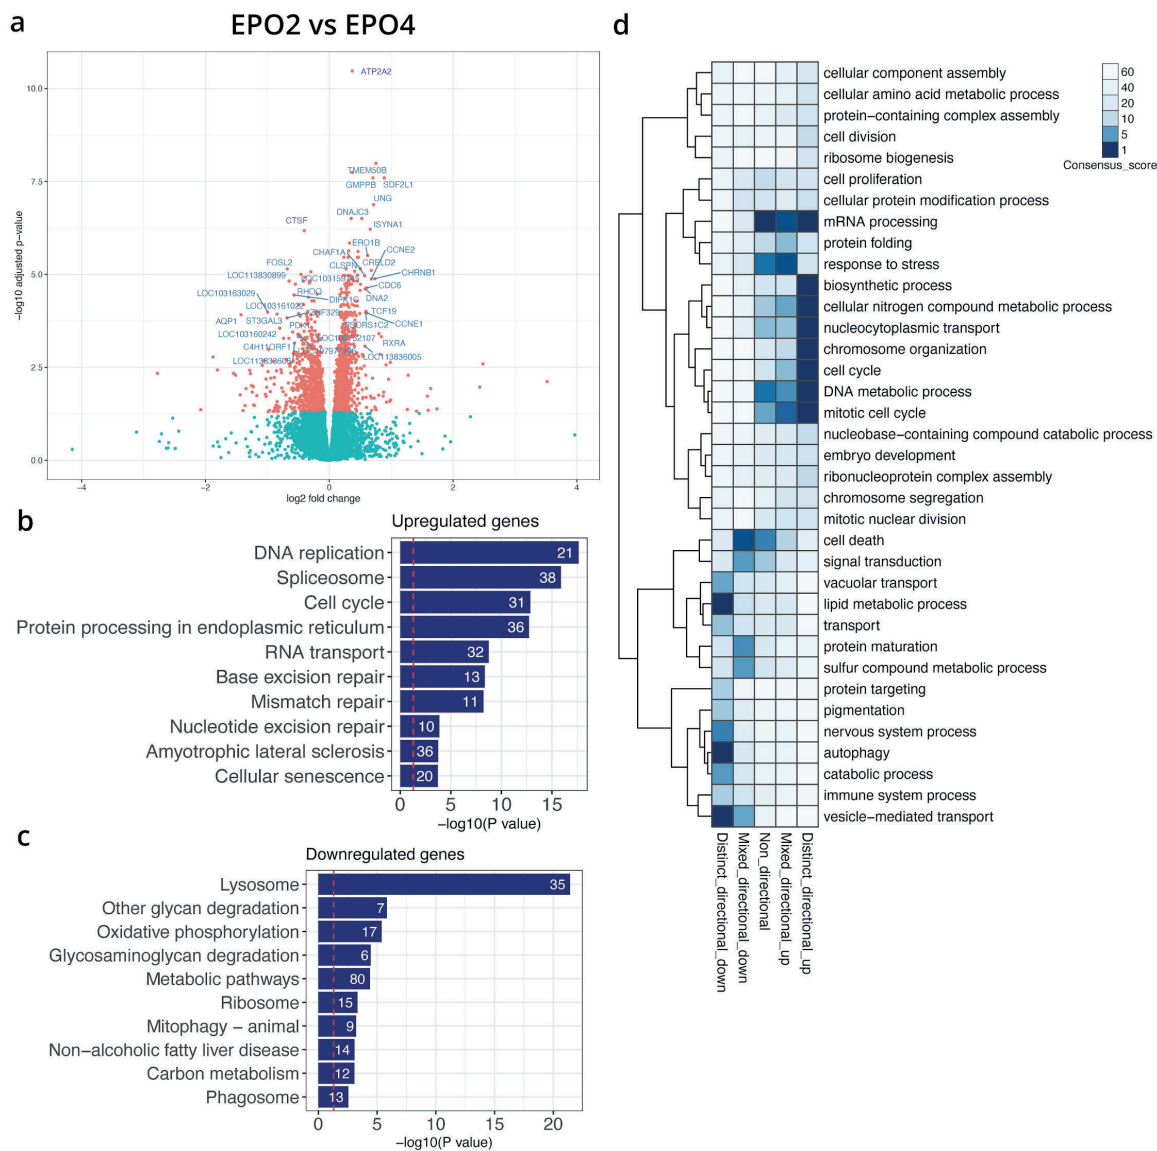 a
EPO2 vs EPO4
−log10 adjusted p−value
10.0
7.5
5.0
2.5
0.0
ATP2A2
TMEM50B
GMPPB
SDF2L1
UNG
DNAJC3
CTSF
ISYNA1
ERO1B
CHAF1A
CCNE2
CLSPN
CRELD2
FOSL2
CHRNB1
LOC113830899
CDC6
LOC103163029
RHOQ
DNA2
LOC103161022
TCF19
ZNF329
AQP1
ST3GAL3
PSORS1C2
CCNE1
LOC103160242
RXRA
C4H11ORF1
LOC113836005
−4
−2
0
2
4
log2 fold change
b
Upregulated genes
DNA replication 21
Spliceosome 38
Cell cycle 31
Protein processing in endoplasmic reticulum 36
RNA transport 32
Base excision repair 13
Mismatch repair 11
Nucleotide excision repair 10
Amyotrophic lateral sclerosis 36
Cellular senescence 20
0 5 10 15
−log10(P value)
c
Downregulated genes
Lysosome 35
Other glycan degradation 7
Oxidative phosphorylation 17
Glycosaminoglycan degradation 6
Metabolic pathways 80
Ribosome 15
Mitophagy − animal 9
Non−alcoholic fatty liver disease 14
Carbon metabolism 12
Phagosome 13
0 5 10 15 20
−log10(P value)
d
cellular component assembly
cellular amino acid metabolic process
protein−containing complex assembly
cell division
ribosome biogenesis
cell proliferation
cellular protein modification process
mRNA processing
protein folding
response to stress
biosynthetic process
cellular nitrogen compound metabolic process
nucleocytoplasmic transport
chromosome organization
cell cycle
DNA metabolic process
mitotic cell cycle
nucleobase−containing compound catabolic process
embryo development
ribonucleoprotein complex assembly
chromosome segregation
mitotic nuclear division
cell death
signal transduction
vacuolar transport
lipid metabolic process
transport
protein maturation
sulfur compound metabolic process
protein targeting
pigmentation
nervous system process
autophagy
catabolic process
immune system process
vesicle−mediated transport
Distinct_directional_down
Mixed_directional_down
Non_directional
Mixed_directional_up
Distinct_directional_up
60
40
20
10
5
1
Consensus_score